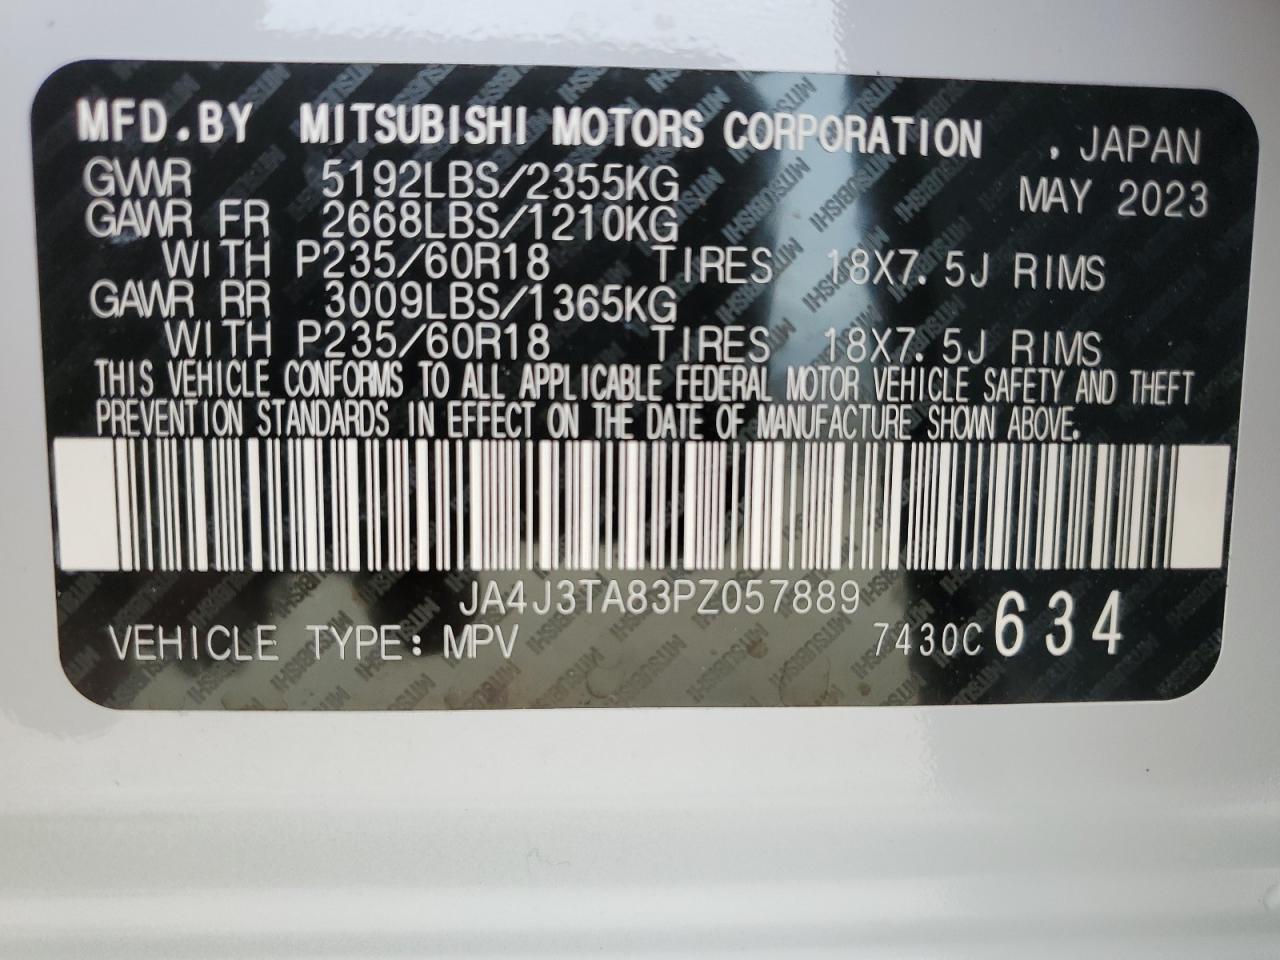 MFD.BY MITSUBISHI MOTORS CORPORATION , JAPAN
GVWR 5192LBS/2355KG MAY 2023
GAWR FR 2668LBS/1210KG
WITH P235/60R18 TIRES 18X7.5J RIMS
GAWR RR 3009LBS/1365KG
WITH P235/60R18 TIRES 18X7.5J RIMS
THIS VEHICLE CONFORMS TO ALL APPLICABLE FEDERAL MOTOR VEHICLE SAFETY AND THEFT
PREVENTION STANDARDS IN EFFECT ON THE DATE OF MANUFACTURE SHOWN ABOVE.
JA4J3TA83PZ057889
VEHICLE TYPE: MPV 7430C 634